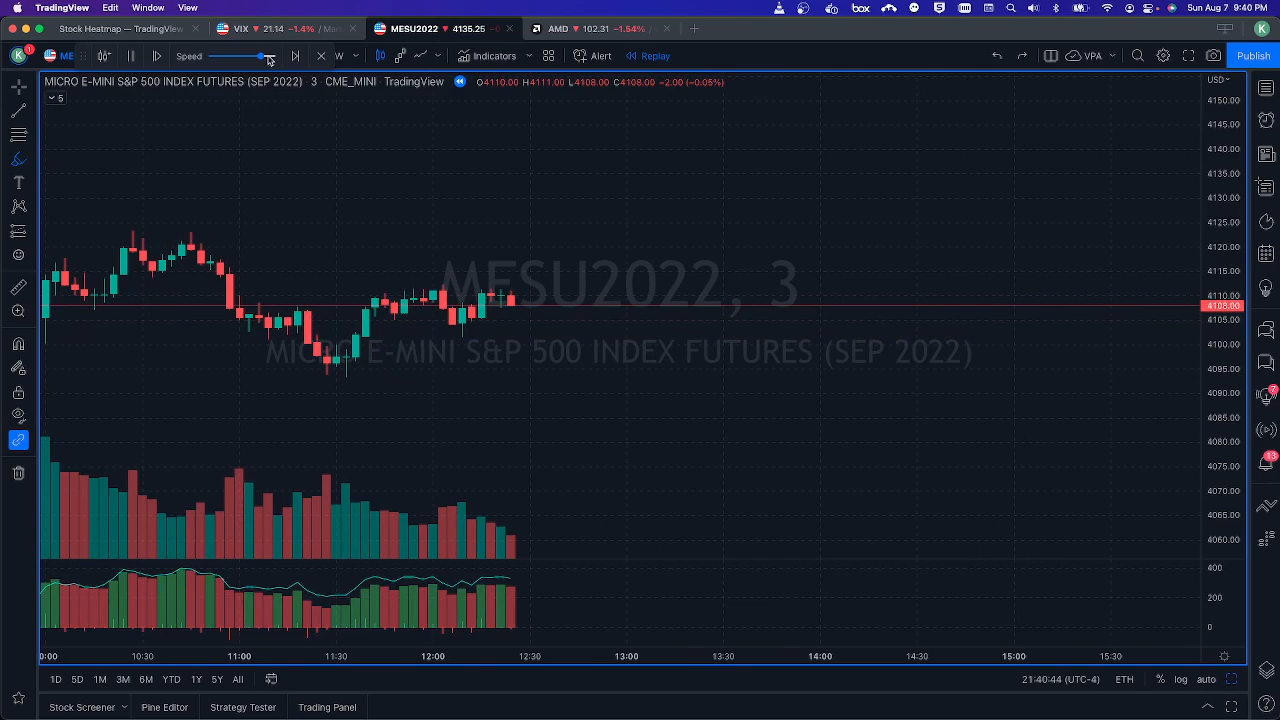 TradingView Edit Window View Sun Aug 7 9:40 PM
Stock Heatmap — TradingView VIX ▼ 21.14 −1.4% / MESU2022 ▼ 4135.25 AMD ▼ 102.31 −1.54% / K
K 1 ME Speed W Indicators Alert Replay VPA Publish
MICRO E-MINI S&P 500 INDEX FUTURES (SEP 2022) · 3 · CME_MINI · TradingView O4110.00 H4111.00 L4108.00 C4108.00 −2.00 (−0.05%)
USD
5
4150.00
4145.00
4140.00
4135.00
4130.00
4125.00
4120.00
4115.00
4110.00
4108.00
4105.00
4100.00
4095.00
4090.00
4085.00
4080.00
4075.00
4070.00
4065.00
4060.00
400
200
0
MESU2022, 3
MICRO E-MINI S&P 500 INDEX FUTURES (SEP 2022)
7
13
0:00 10:30 11:00 11:30 12:00 12:30 13:00 13:30 14:00 14:30 15:00 15:30
1D 5D 1M 3M 6M YTD 1Y 5Y All 21:40:44 (UTC-4) ETH % log auto
Stock Screener Pine Editor Strategy Tester Trading Panel